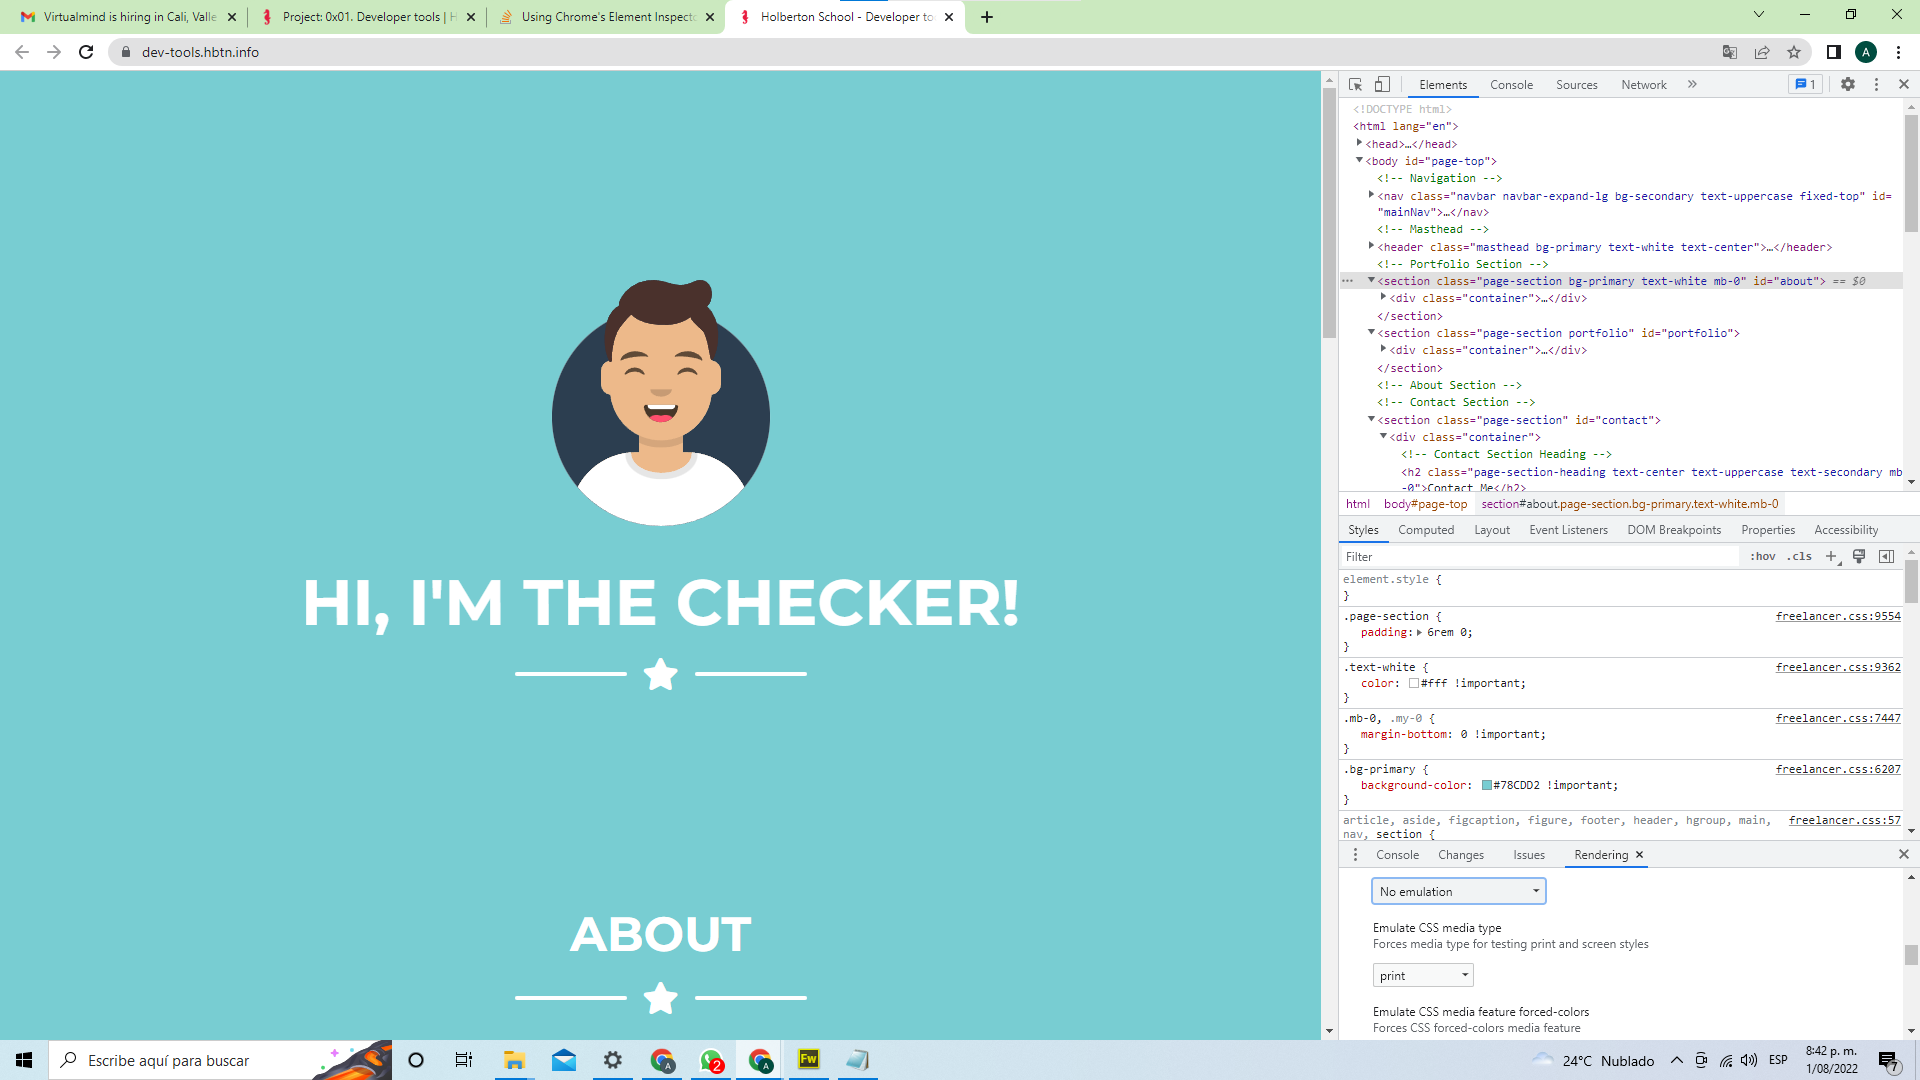 Virtualmind is hiring in Cali, Valle
Project: 0x01. Developer tools | H
Using Chrome's Element Inspecto
Holberton School - Developer to
dev-tools.hbtn.info
A
HI, I'M THE CHECKER!
ABOUT
Elements Console Sources Network 1
<!DOCTYPE html>
<html lang="en">
<head>…</head>
<body id="page-top">
<!-- Navigation -->
<nav class="navbar navbar-expand-lg bg-secondary text-uppercase fixed-top" id=
"mainNav">…</nav>
<!-- Masthead -->
<header class="masthead bg-primary text-white text-center">…</header>
<!-- Portfolio Section -->
<section class="page-section bg-primary text-white mb-0" id="about"> == $0
<div class="container">…</div>
</section>
<section class="page-section portfolio" id="portfolio">
<div class="container">…</div>
</section>
<!-- About Section -->
<!-- Contact Section -->
<section class="page-section" id="contact">
<div class="container">
<!-- Contact Section Heading -->
<h2 class="page-section-heading text-center text-uppercase text-secondary mb
-0">Contact Me</h2>
html body#page-top section#about.page-section.bg-primary.text-white.mb-0
Styles Computed Layout Event Listeners DOM Breakpoints Properties Accessibility
Filter :hov .cls
element.style {
}
.page-section { freelancer.css:9554
padding: 6rem 0;
}
.text-white { freelancer.css:9362
color: #fff !important;
}
.mb-0, .my-0 { freelancer.css:7447
margin-bottom: 0 !important;
}
.bg-primary { freelancer.css:6207
background-color: #78CDD2 !important;
}
article, aside, figcaption, figure, footer, header, hgroup, main, freelancer.css:57
nav, section {
Console Changes Issues Rendering
No emulation
Emulate CSS media type
Forces media type for testing print and screen styles
print
Emulate CSS media feature forced-colors
Forces CSS forced-colors media feature
Escribe aquí para buscar
A
2
A
Fw
24°C Nublado
ESP
8:42 p. m.
1/08/2022
7